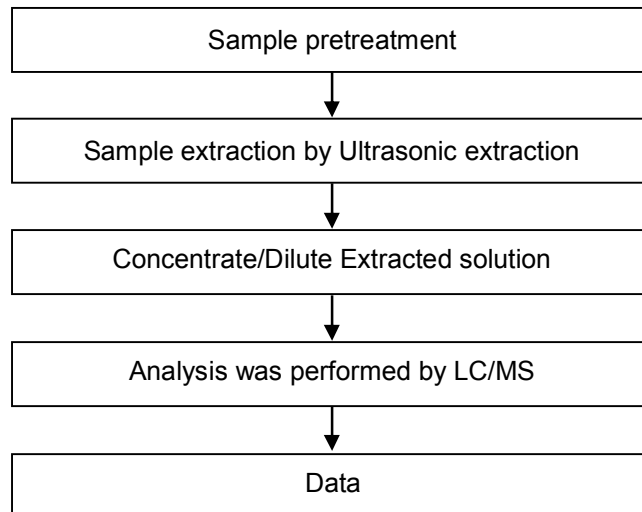 Sample pretreatment
Sample extraction by Ultrasonic extraction
Concentrate/Dilute Extracted solution
Analysis was performed by LC/MS
Data